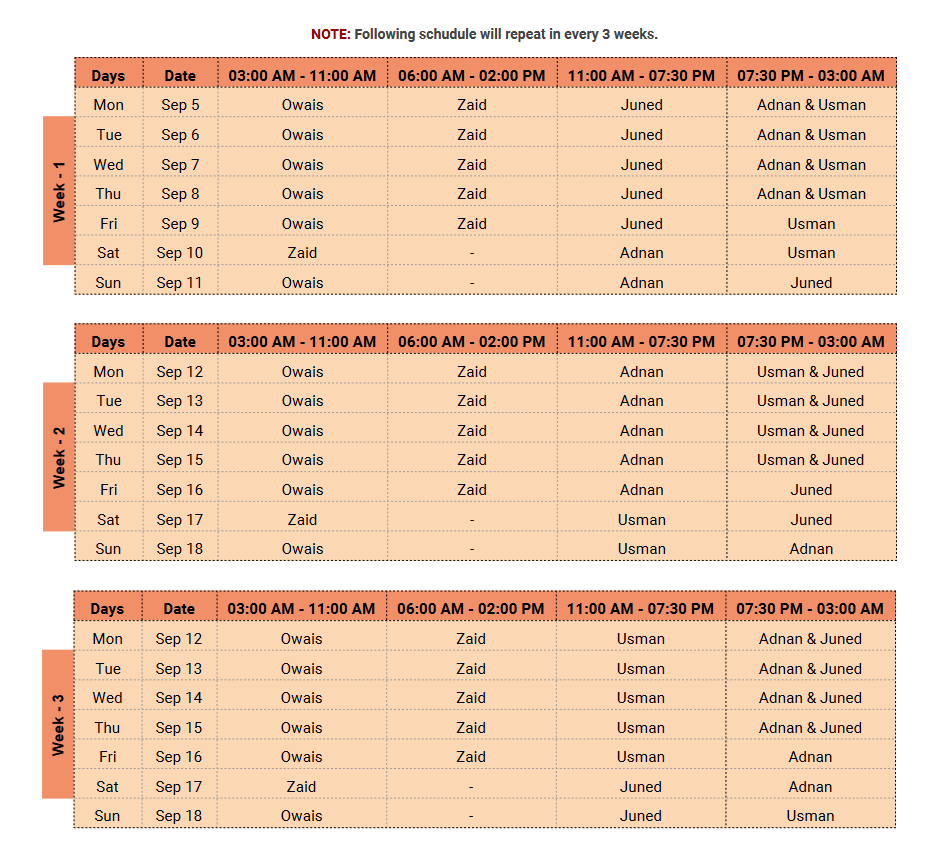 NOTE: Following schudule will repeat in every 3 weeks.
Days Date 03:00 AM - 11:00 AM 06:00 AM - 02:00 PM 11:00 AM - 07:30 PM 07:30 PM - 03:00 AM
Mon Sep 5 Owais Zaid Juned Adnan & Usman
Tue Sep 6 Owais Zaid Juned Adnan & Usman
Wed Sep 7 Owais Zaid Juned Adnan & Usman
Thu Sep 8 Owais Zaid Juned Adnan & Usman
Fri Sep 9 Owais Zaid Juned Usman
Sat Sep 10 Zaid - Adnan Usman
Sun Sep 11 Owais - Adnan Juned
Week - 1
Days Date 03:00 AM - 11:00 AM 06:00 AM - 02:00 PM 11:00 AM - 07:30 PM 07:30 PM - 03:00 AM
Mon Sep 12 Owais Zaid Adnan Usman & Juned
Tue Sep 13 Owais Zaid Adnan Usman & Juned
Wed Sep 14 Owais Zaid Adnan Usman & Juned
Thu Sep 15 Owais Zaid Adnan Usman & Juned
Fri Sep 16 Owais Zaid Adnan Juned
Sat Sep 17 Zaid - Usman Juned
Sun Sep 18 Owais - Usman Adnan
Week - 2
Days Date 03:00 AM - 11:00 AM 06:00 AM - 02:00 PM 11:00 AM - 07:30 PM 07:30 PM - 03:00 AM
Mon Sep 12 Owais Zaid Usman Adnan & Juned
Tue Sep 13 Owais Zaid Usman Adnan & Juned
Wed Sep 14 Owais Zaid Usman Adnan & Juned
Thu Sep 15 Owais Zaid Usman Adnan & Juned
Fri Sep 16 Owais Zaid Usman Adnan
Sat Sep 17 Zaid - Juned Adnan
Sun Sep 18 Owais - Juned Usman
Week - 3